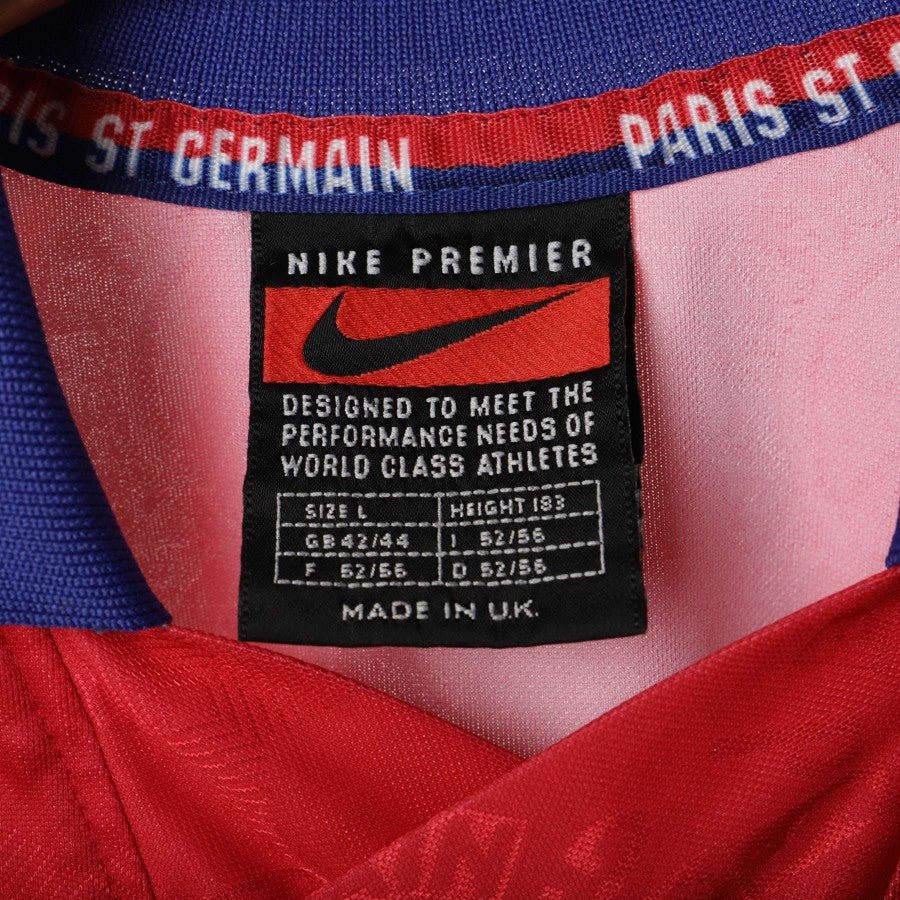 IS ST GERMAIN
PARIS ST
NIKE PREMIER
DESIGNED TO MEET THE
PERFORMANCE NEEDS OF
WORLD CLASS ATHLETES
SIZE L HEIGHT 183
GB 42/44 I 52/56
F 52/56 D 52/56
MADE IN U.K.